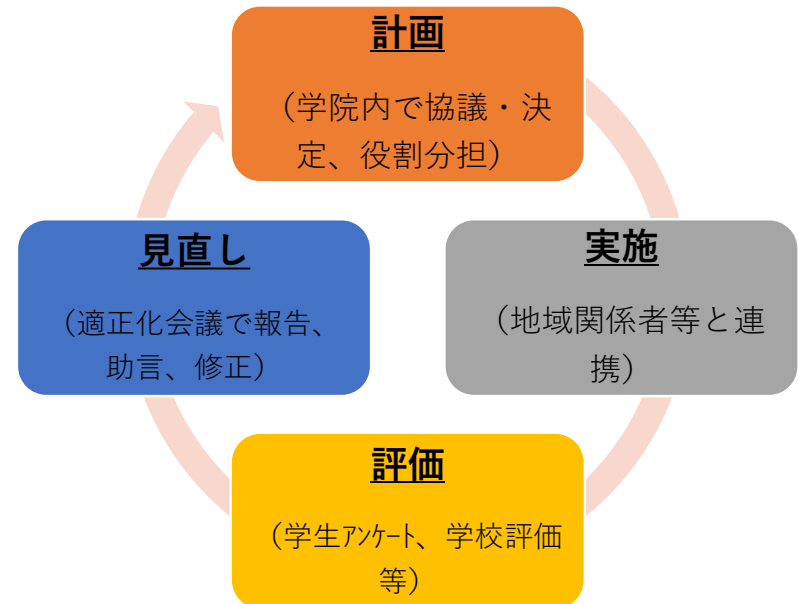 計画
（学院内で協議・決
定、役割分担）
見直し
（適正化会議で報告、
助言、修正）
実施
（地域関係者等と連
携）
評価
（学生ｱﾝｹｰﾄ、学校評価
等）